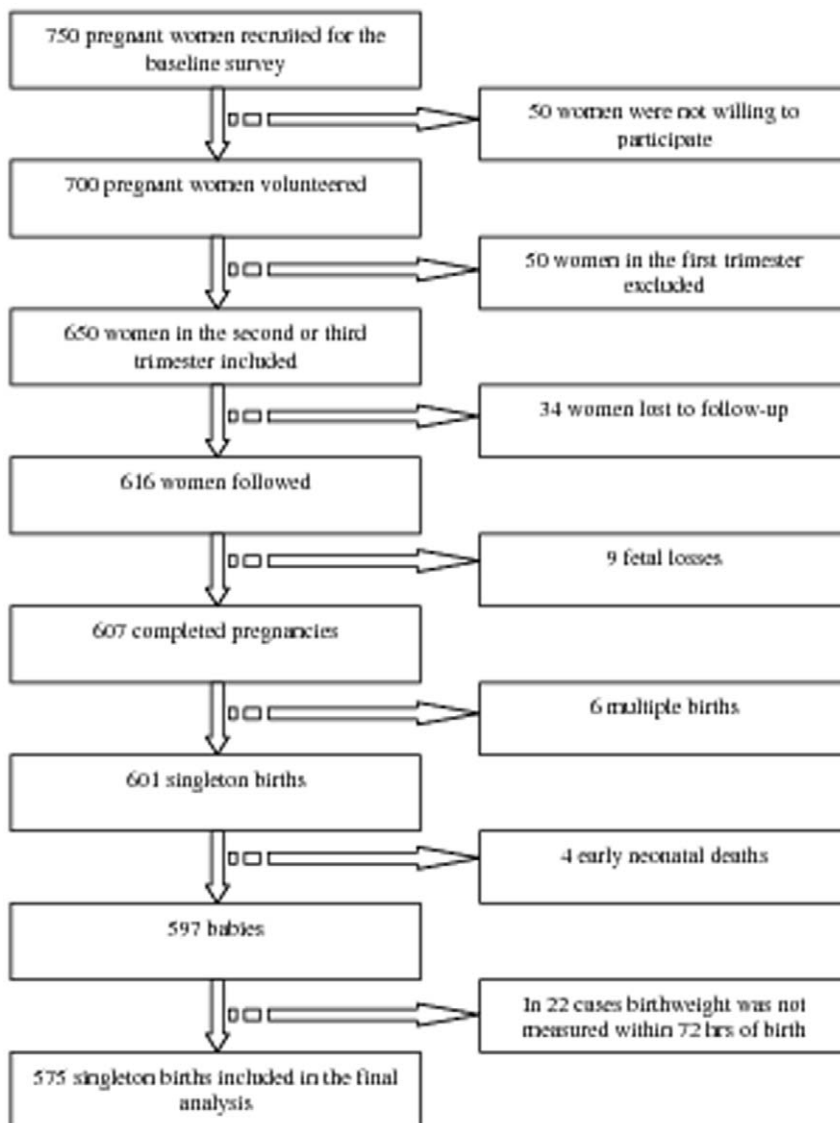 750 pregnant women recruited for the
baseline survey
50 women were not willing to
participate
700 pregnant women volunteered
50 women in the first trimester
excluded
650 women in the second or third
trimester included
34 women lost to follow-up
616 women followed
9 fetal losses
607 completed pregnancies
6 multiple births
601 singleton births
4 early neonatal deaths
597 babies
In 22 cases birthweight was not
measured within 72 hrs of birth
575 singleton births included in the final
analysis